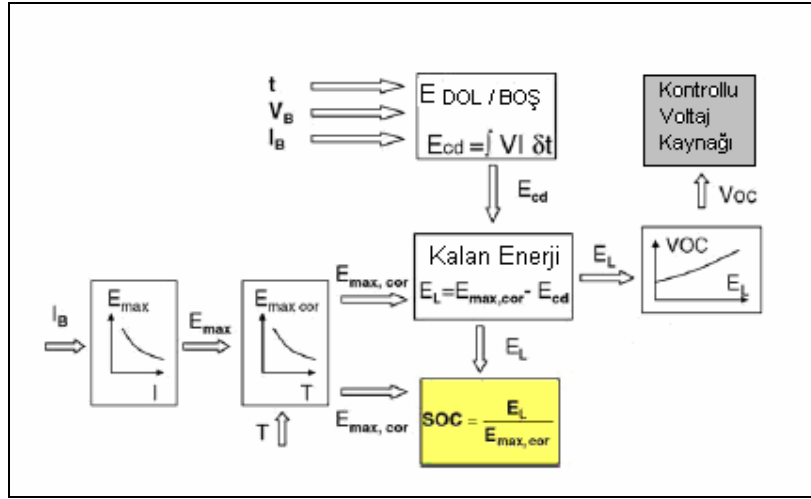 t
V_B
I_B
E DOL / BOŞ
Ecd = ∫ VI δt
Kontrollu
Voltaj
Kaynağı
E_cd
Voc
Kalan Enerji
E_L=E_max,cor- E_cd
E_L
VOC
E_L
E_max, cor
I_B
E_max
I
E_max
E_max cor
T
T
E_L
E_max, cor
SOC = E_L / E_max, cor